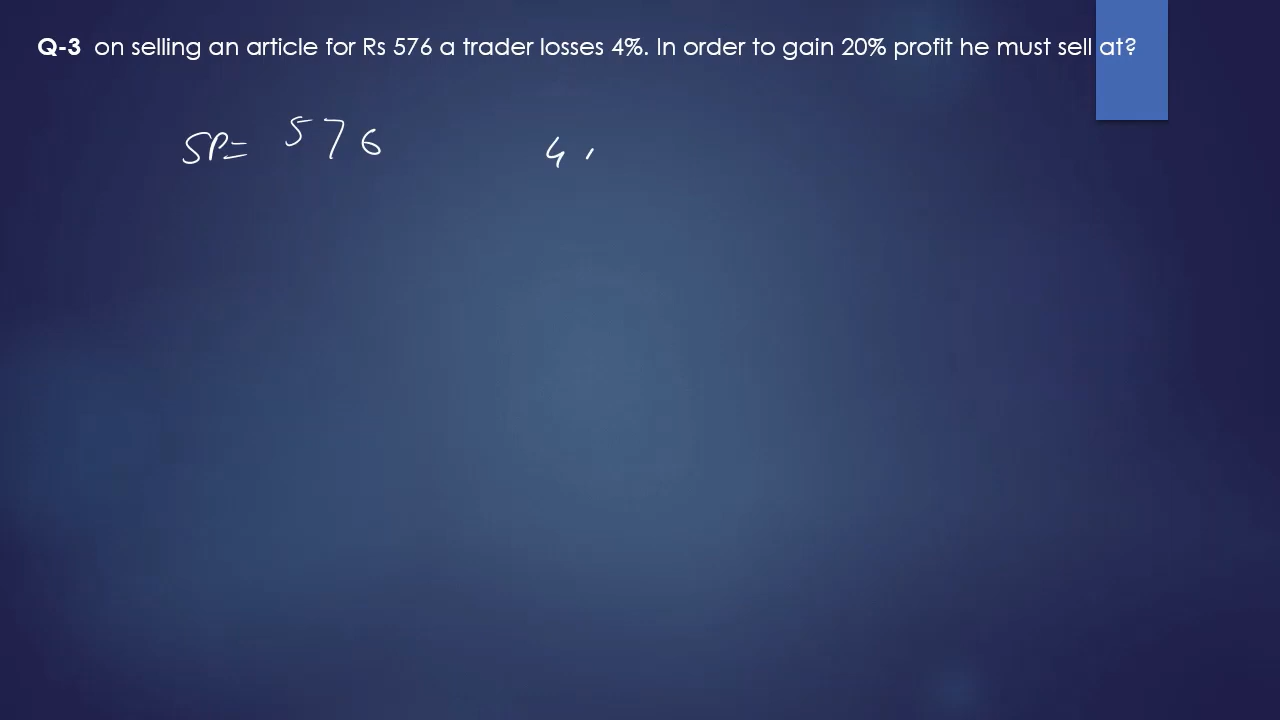 Q-3 on selling an article for Rs 576 a trader losses 4%. In order to gain 20% profit he must sell at?
SP= 576 4